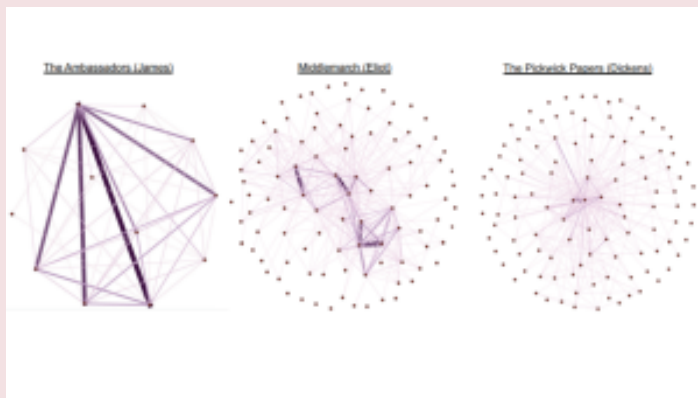 The Ambassadors (James)
Middlemarch (Eliot)
The Pickwick Papers (Dickens)